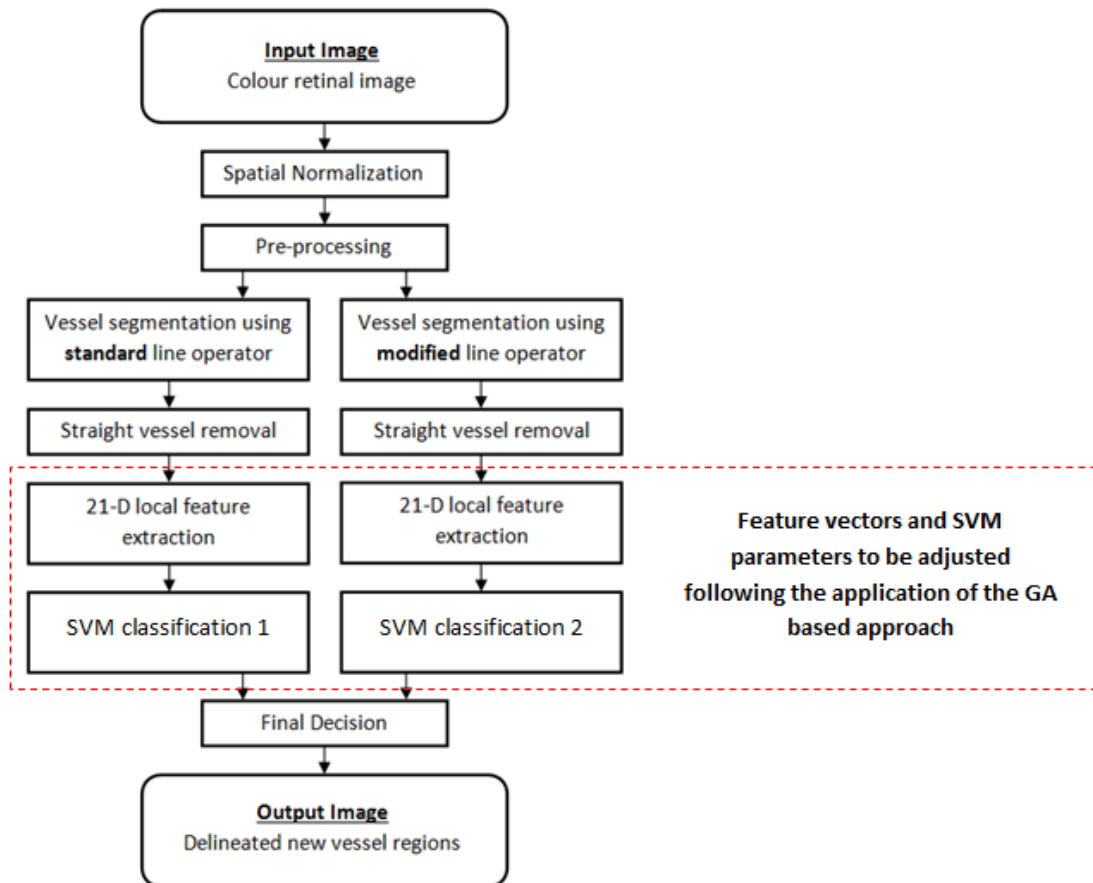 Input Image
Colour retinal image
Spatial Normalization
Pre-processing
Vessel segmentation using
standard line operator
Vessel segmentation using
modified line operator
Straight vessel removal
Straight vessel removal
21-D local feature
extraction
21-D local feature
extraction
Feature vectors and SVM
parameters to be adjusted
following the application of the GA
based approach
SVM classification 1
SVM classification 2
Final Decision
Output Image
Delineated new vessel regions